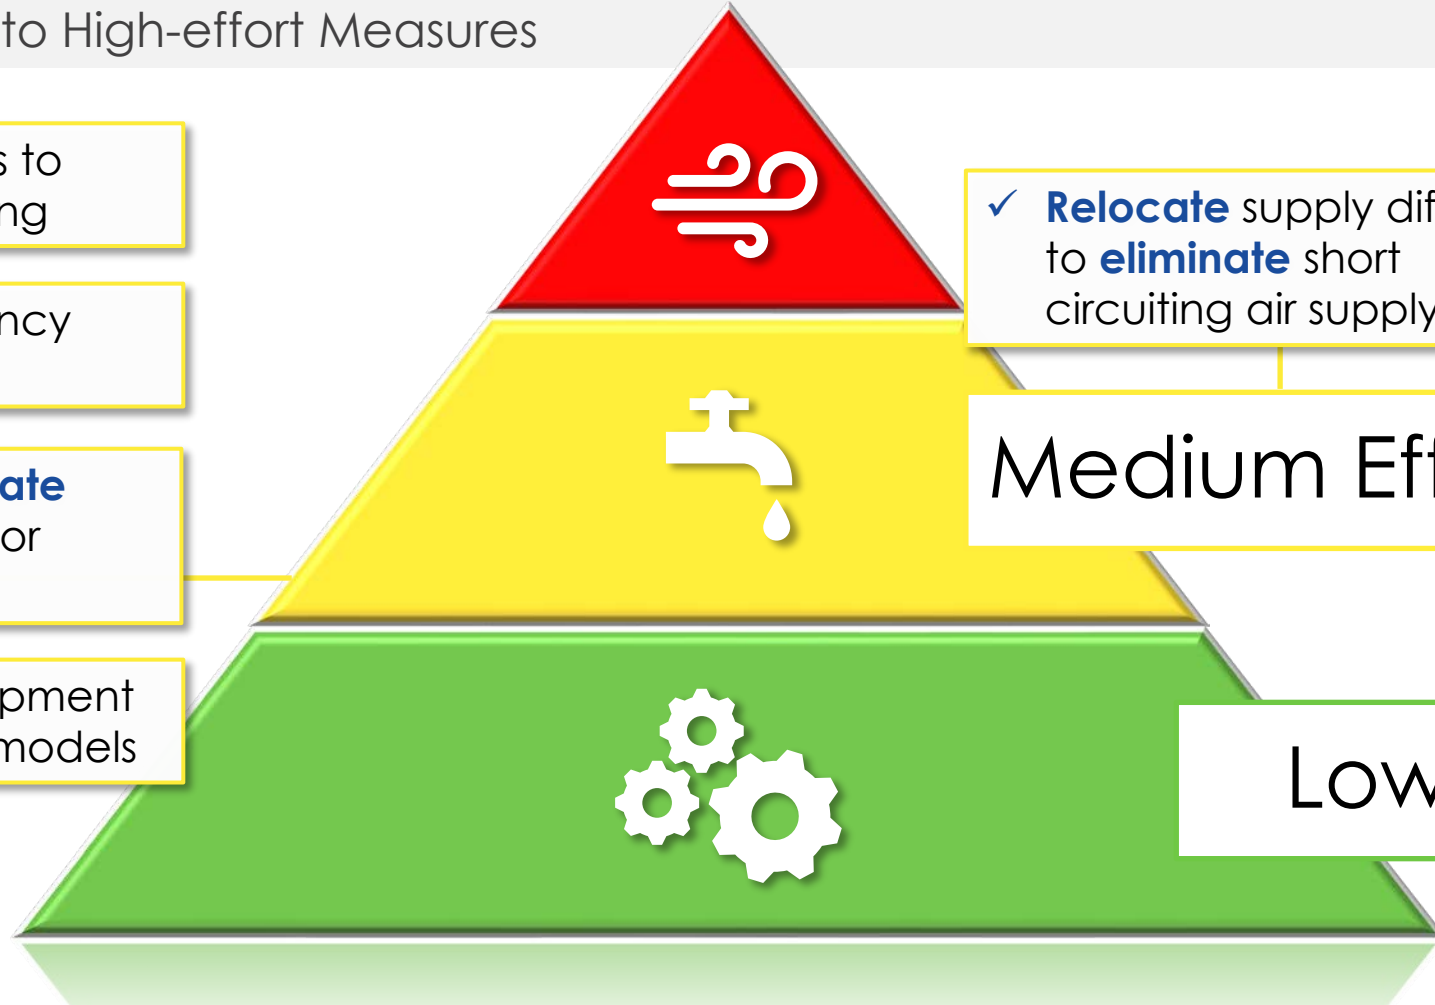 to High-effort Measures
s to
ng
ncy
ate
or
pment
models
✓ Relocate supply dif
to eliminate short
circuiting air supply
Medium Eff
Low